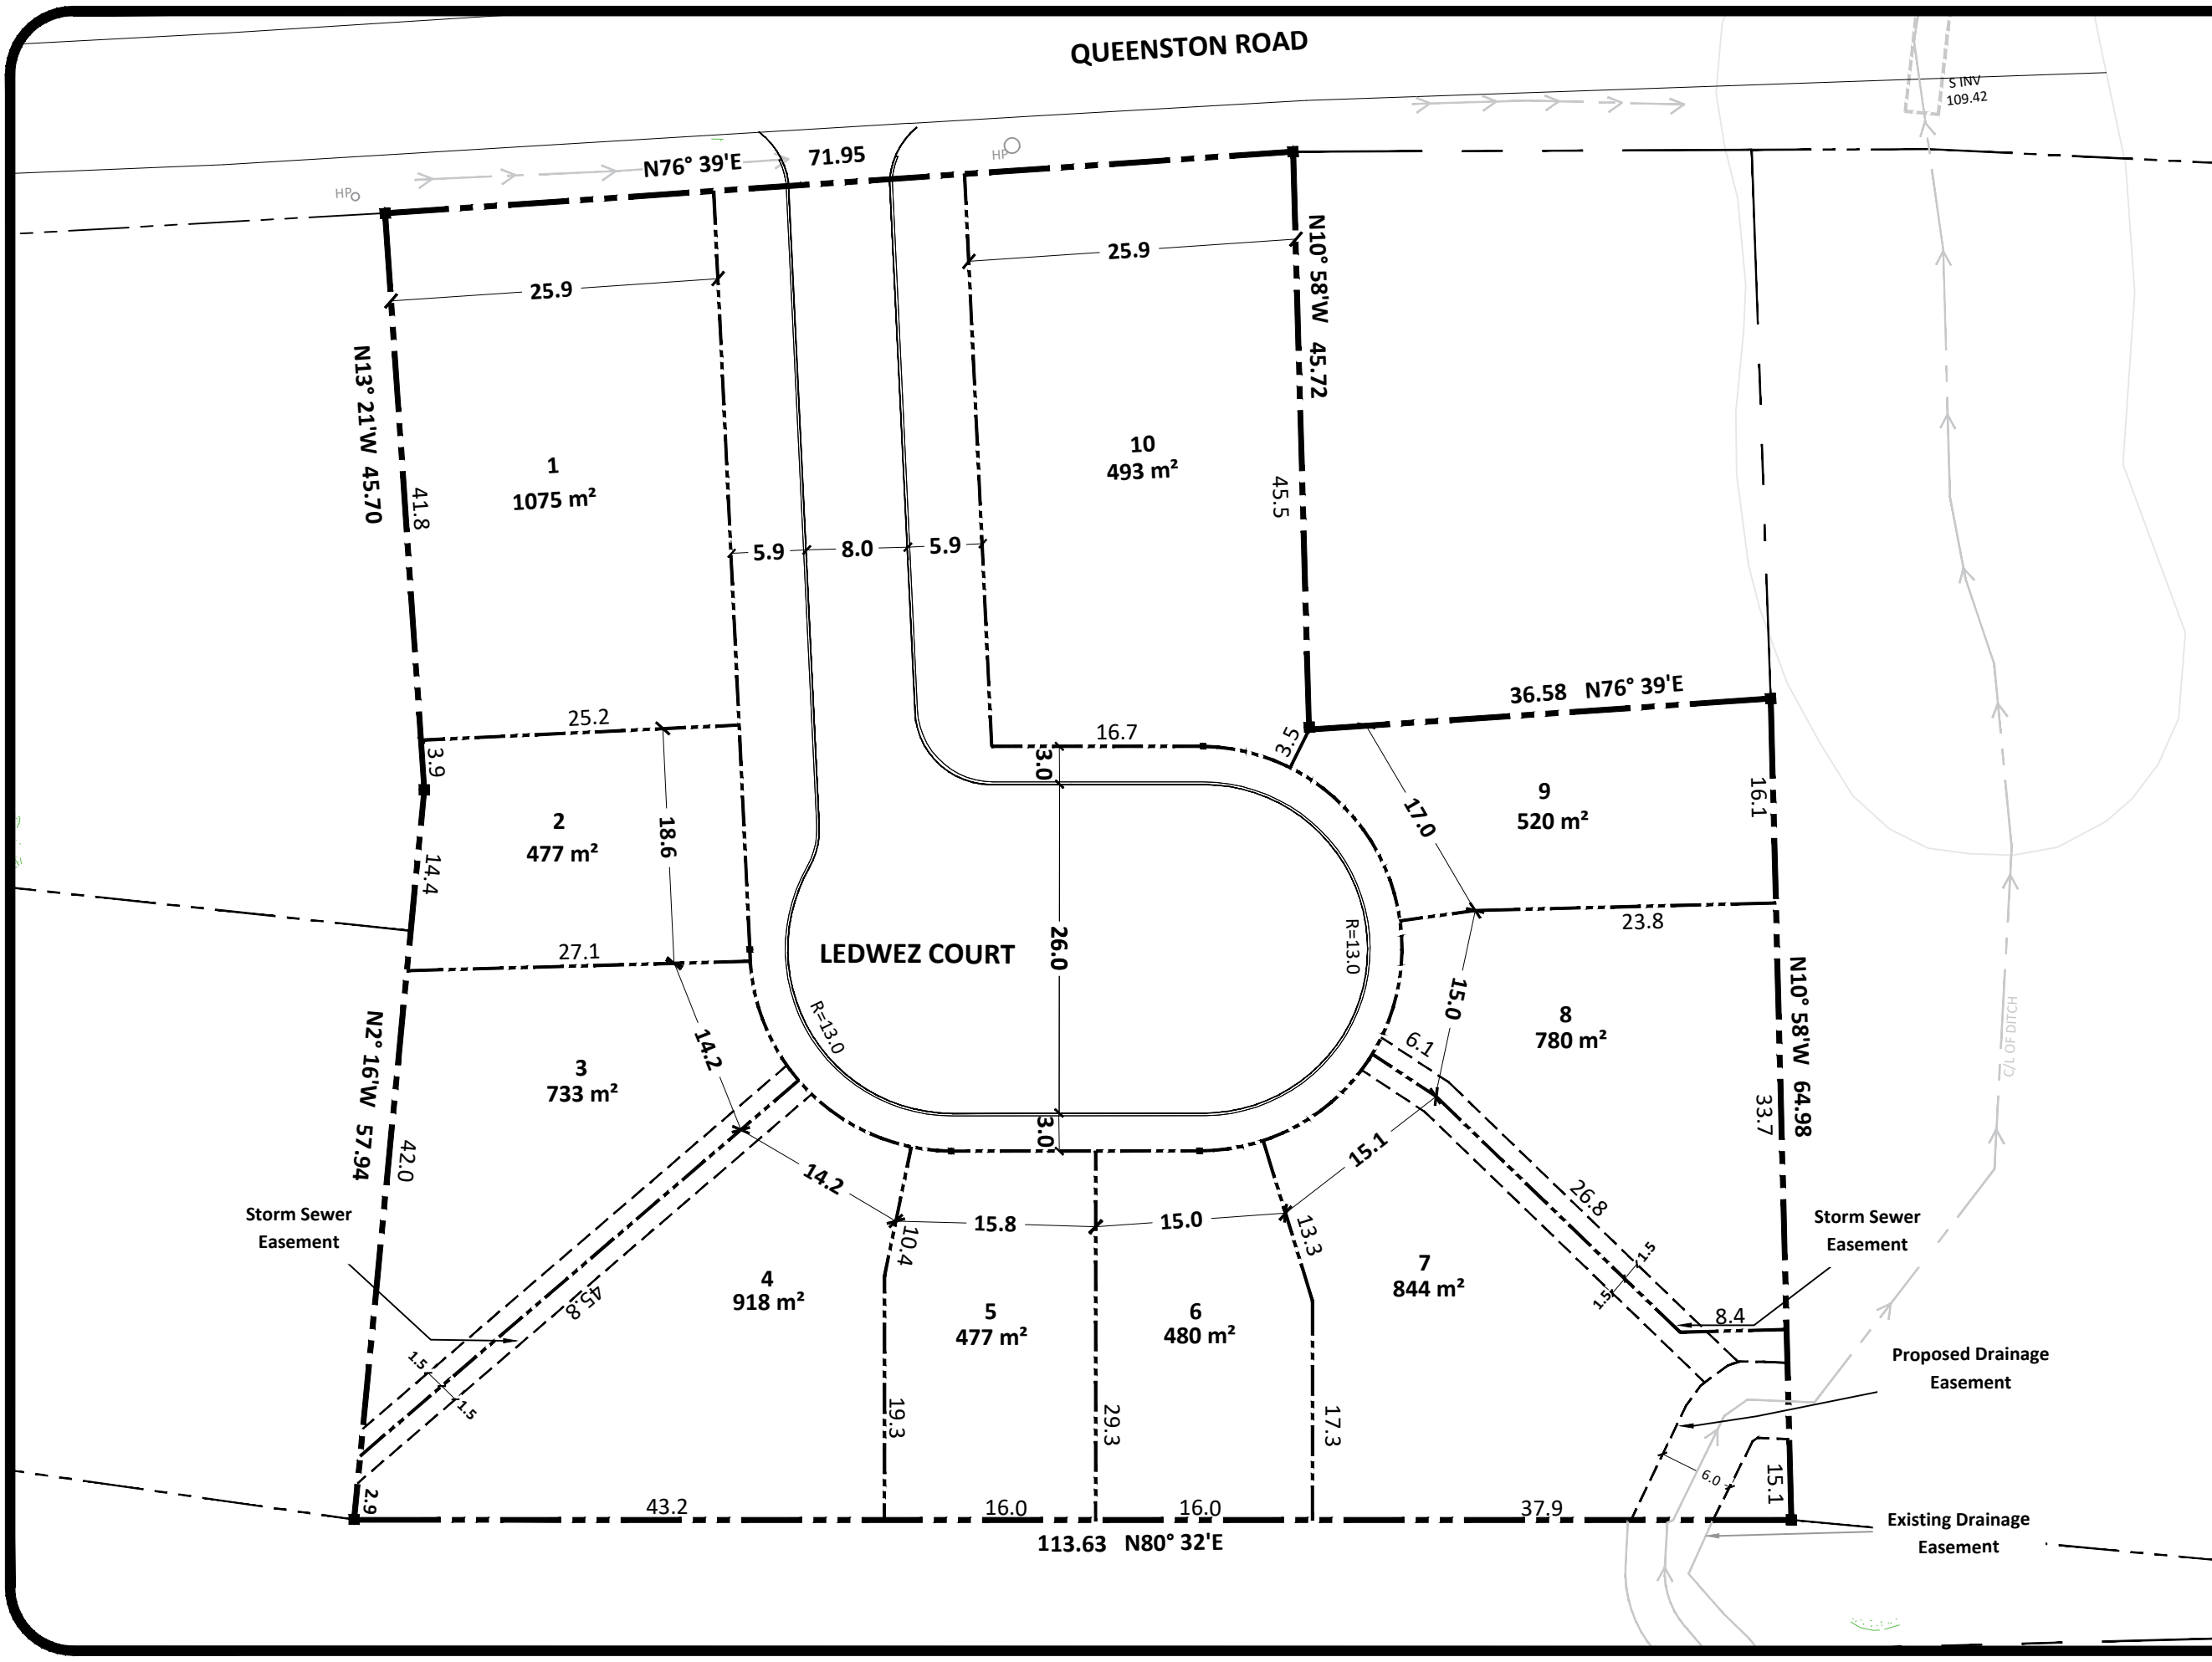 QUEENSTON ROAD
S INV
109.42
HP
N76° 39'E 71.95
HP
25.9
25.9
N10° 58'W 45.72
N13° 21'W 45.70
41.8
1
1075 m²
10
493 m²
45.5
5.9
8.0
5.9
36.58 N76° 39'E
25.2
16.7
3.5
3.9
3.0
2
477 m²
18.6
14.4
17.0
9
520 m²
16.1
27.1
LEDWEZ COURT
26.0
R=13.0
23.8
R=13.0
15.0
8
780 m²
N10° 58'W 64.98
C/L OF DITCH
N2° 16'W 57.94
3
733 m²
14.2
6.1
33.7
42.0
3.0
14.2
15.1
Storm Sewer
Easement
15.8
15.0
10.4
13.3
26.8
Storm Sewer
Easement
1.5
1.5
4
918 m²
45.8
5
477 m²
6
480 m²
7
844 m²
8.4
1.5
1.5
Proposed Drainage
Easement
19.3
29.3
17.3
6.0
15.1
2.9
43.2
16.0
16.0
37.9
113.63 N80° 32'E
Existing Drainage
Easement